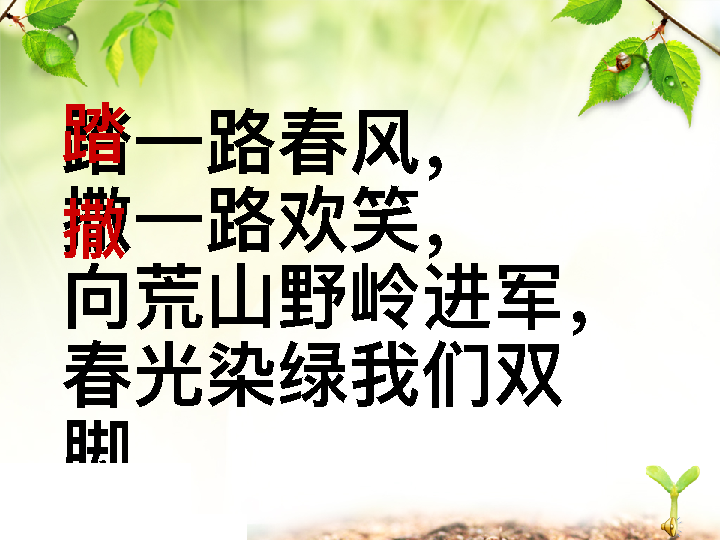 踏一路春风，
撒一路欢笑，
向荒山野岭进军，
春光染绿我们双
脚